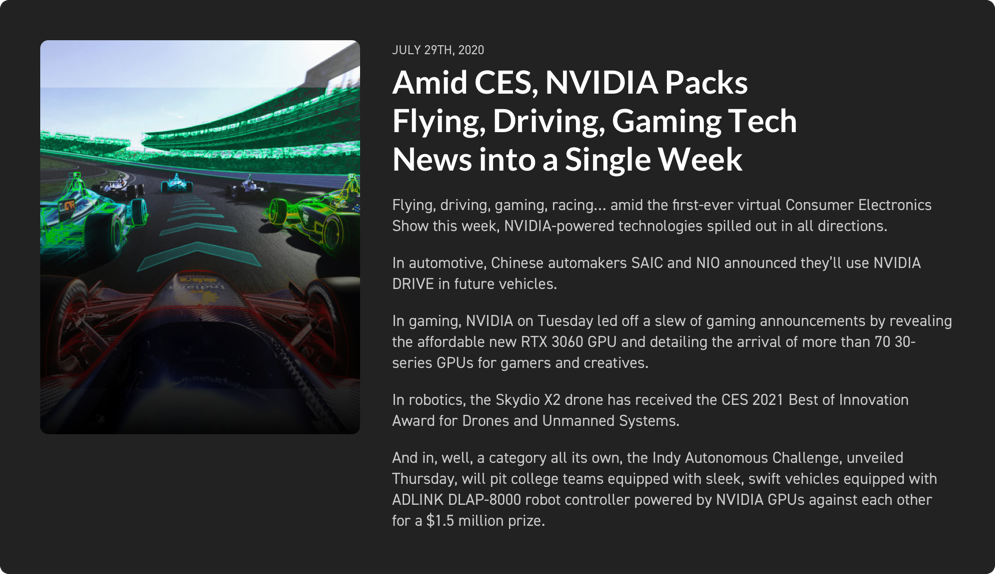 JULY 29TH, 2020
Amid CES, NVIDIA Packs
Flying, Driving, Gaming Tech
News into a Single Week
Flying, driving, gaming, racing… amid the first-ever virtual Consumer Electronics
Show this week, NVIDIA-powered technologies spilled out in all directions.
In automotive, Chinese automakers SAIC and NIO announced they’ll use NVIDIA
DRIVE in future vehicles.
In gaming, NVIDIA on Tuesday led off a slew of gaming announcements by revealing
the affordable new RTX 3060 GPU and detailing the arrival of more than 70 30-
series GPUs for gamers and creatives.
In robotics, the Skydio X2 drone has received the CES 2021 Best of Innovation
Award for Drones and Unmanned Systems.
And in, well, a category all its own, the Indy Autonomous Challenge, unveiled
Thursday, will pit college teams equipped with sleek, swift vehicles equipped with
ADLINK DLAP-8000 robot controller powered by NVIDIA GPUs against each other
for a $1.5 million prize.